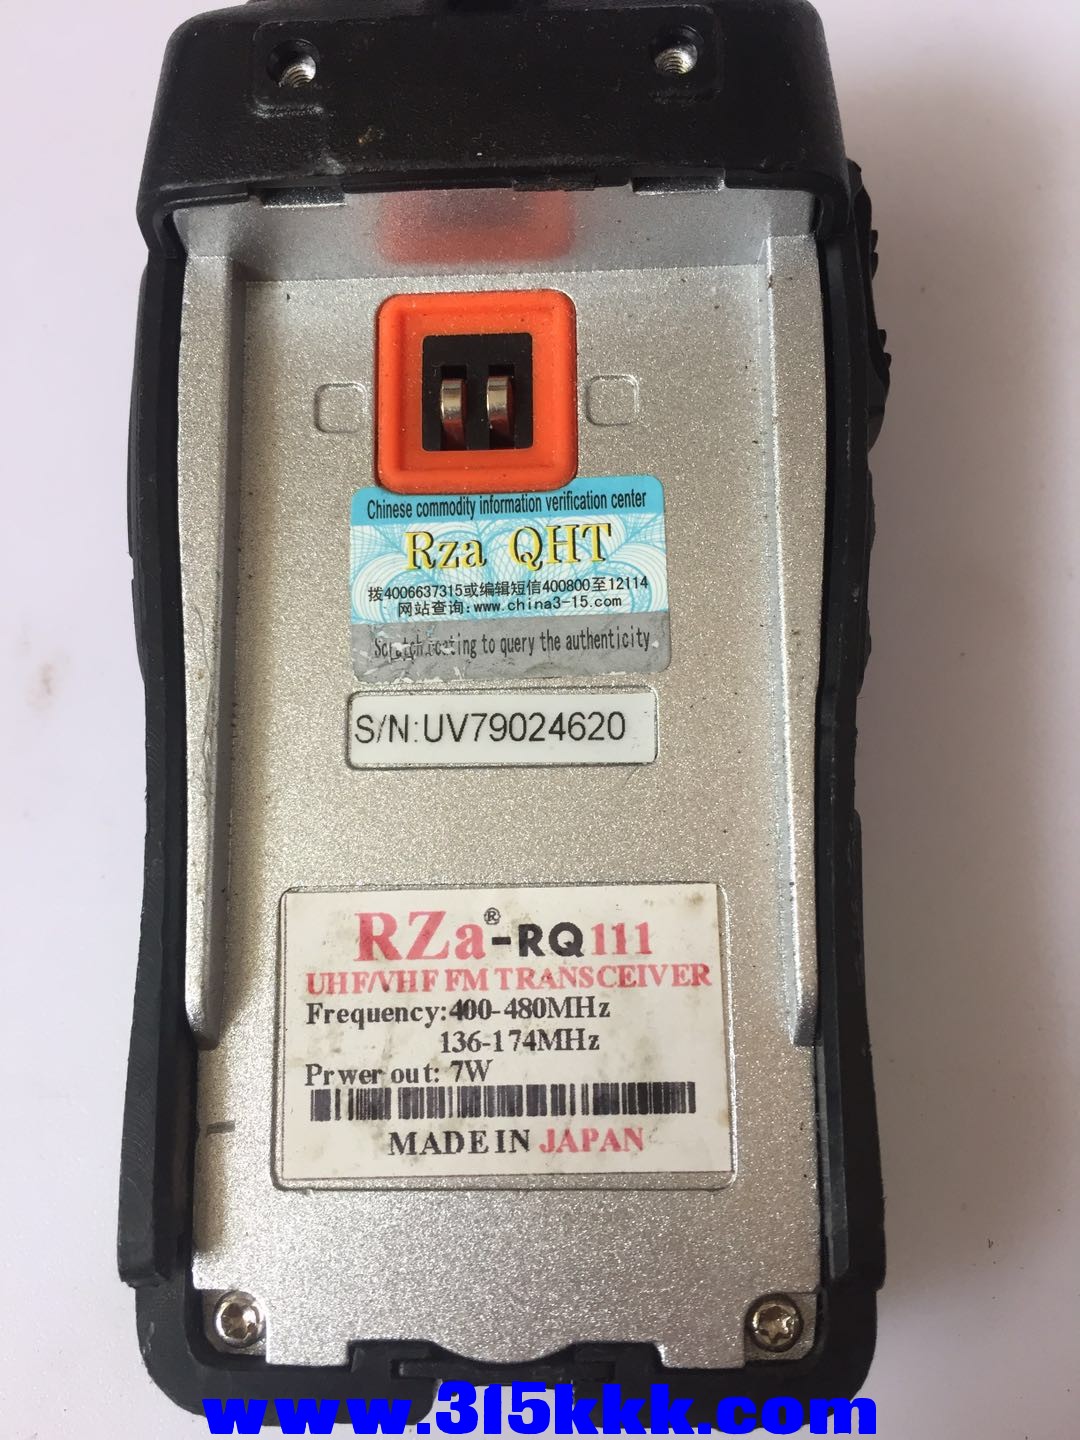 Chinese commodity information verification center
Rza QHT
拨4006637315或编辑短信400800至12114
网站查询:www.china3-15.com
Scratch coating to query the authenticity.
S/N:UV79024620
RZa®-RQ111
UHF/VHF FM TRANSCEIVER
Frequency:400-480MHz
136-174MHz
Prwer out: 7W
MADE IN JAPAN
www.315kkk.com